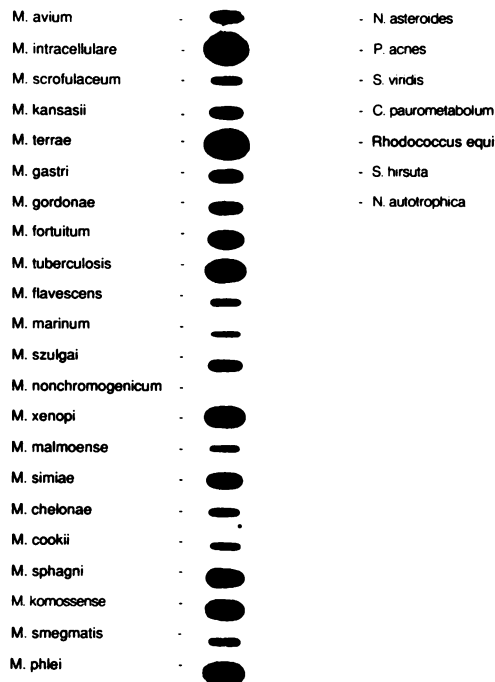 M. avium -
M. intracellulare -
M. scrofulaceum -
M. kansasii -
M. terrae -
M. gastri -
M. gordonae -
M. fortuitum -
M. tuberculosis -
M. flavescens -
M. marinum -
M. szulgai -
M. nonchromogenicum -
M. xenopi -
M. malmoense -
M. simiae -
M. chelonae -
M. cookii -
M. sphagni -
M. komossense -
M. smegmatis -
M. phlei -
- N. asteroides
- P. acnes
- S. viridis
- C. paurometabolum
- Rhodococcus equi
- S. hirsuta
- N. autotrophica